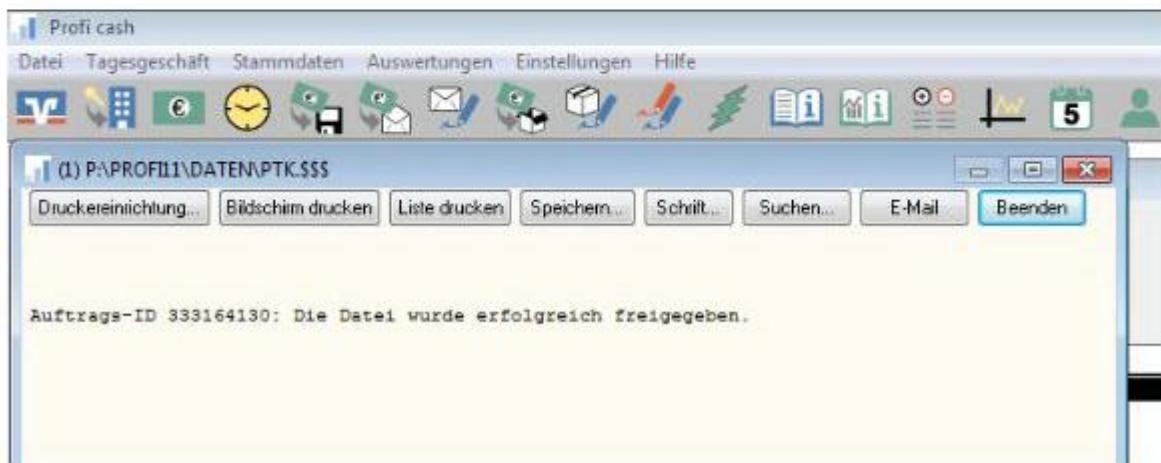 Profi cash
Datei Tagesgeschäft Stammdaten Auswertungen Einstellungen Hilfe
€ € € € 5
(1) P:\PROFI11\DATEN\PTK.$$$
Druckereinrichtung... Bildschirm drucken Liste drucken Speichern... Schrift... Suchen... E-Mail Beenden
Auftrags-ID 333164130: Die Datei wurde erfolgreich freigegeben.